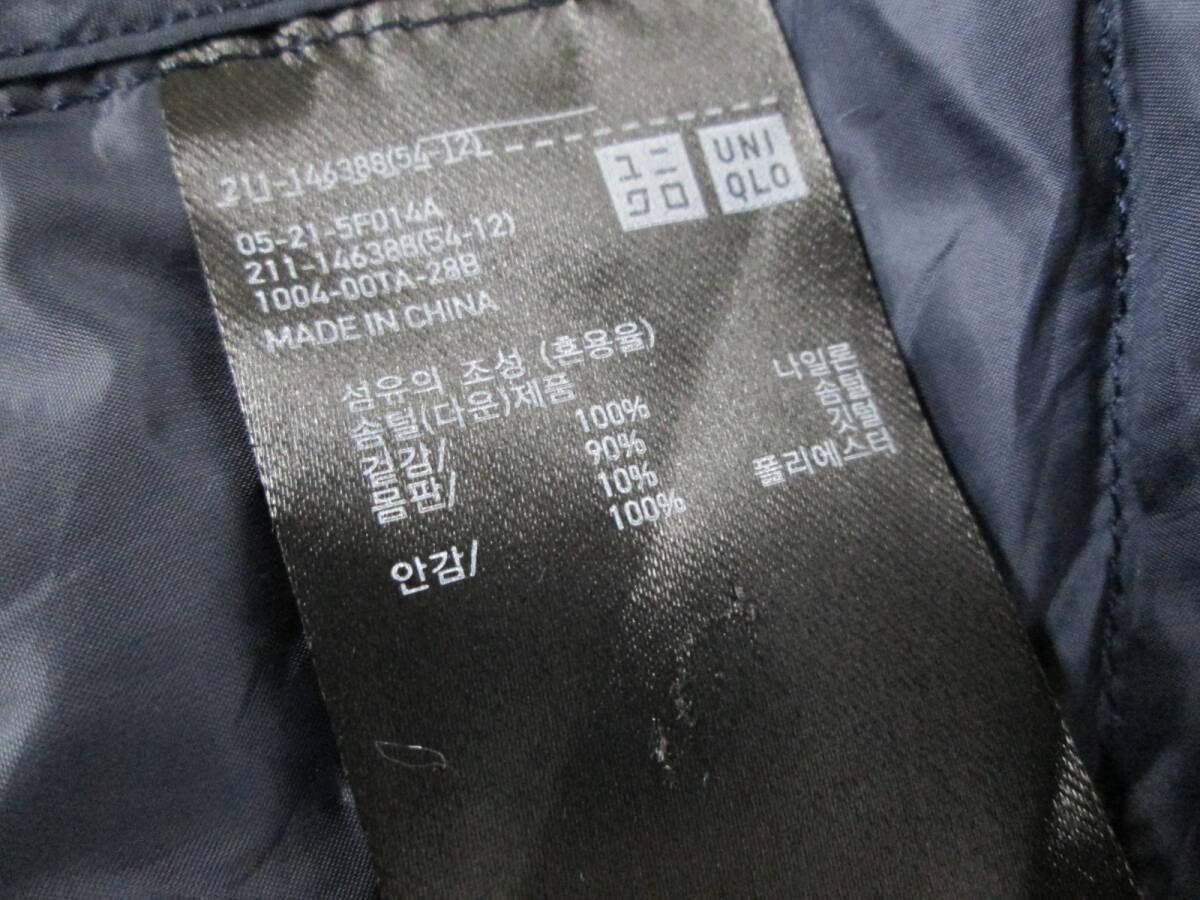 211-146388(54-12)
ユニ
クロ
UNI
QLO
05-21-5F014A
211-146388(54-12)
1004-00TA-28B
MADE IN CHINA
섬유의 조성 (혼용율)
솜털(다운)제품
겉감/ 100% 나일론
몸판/ 90% 솜털
10% 깃털
안감/ 100% 폴리에스터